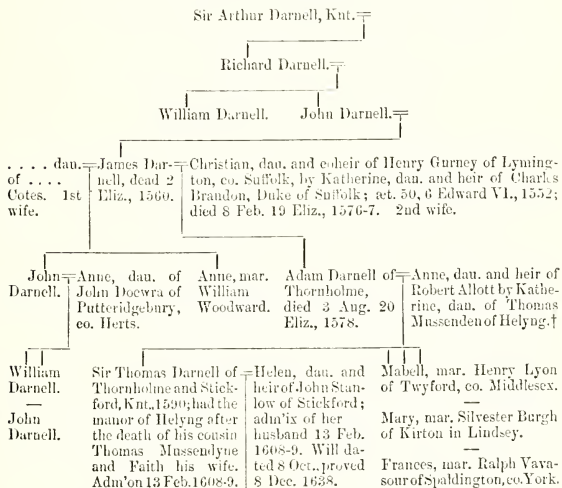 Sir Arthur Darnell, Knt.
Richard Darnell.
William Darnell. John Darnell.
. . . . dan.
of . . . .
Cotes. 1st
wife.
James Dar-
nell, dead 2
Eliz., 1560.
Christian, dau. and coheir of Henry Gurney of Lyming-
ton, co. Suffolk, by Katherine, dau. and heir of Charles
Brandon, Duke of Suffolk; æt. 50, 6 Edward VI., 1552;
died 8 Feb. 19 Eliz., 1576-7. 2nd wife.
John
Darnell.
Anne, dau. of
John Docwra of
Putteridgebury,
co. Herts.
Anne, mar.
William
Woodward.
Adam Darnell of
Thornholme,
died 3 Aug. 20
Eliz., 1578.
Anne, dau. and heir of
Robert Allott by Kathe-
rine, dau. of Thomas
Mussenden of Helyng.†
William
Darnell.
—
John
Darnell.
Sir Thomas Darnell of
Thornholme and Stick-
ford, Knt., 1590; had the
manor of Helyng after
the death of his cousin
Thomas Mussendyne
and Faith his wife.
Adm'on 13 Feb. 1608-9.
Helen, dau. and
heir of John Stan-
low of Stickford;
adm'ix of her
husband 13 Feb.
1608-9. Will da-
ted 8 Oct., proved
8 Dec. 1638.
Mabell, mar. Henry Lyon
of Twyford, co. Middlesex.
—
Mary, mar. Silvester Burgh
of Kirton in Lindsey.
—
Frances, mar. Ralph Vava-
sour of Spaldington, co. York.